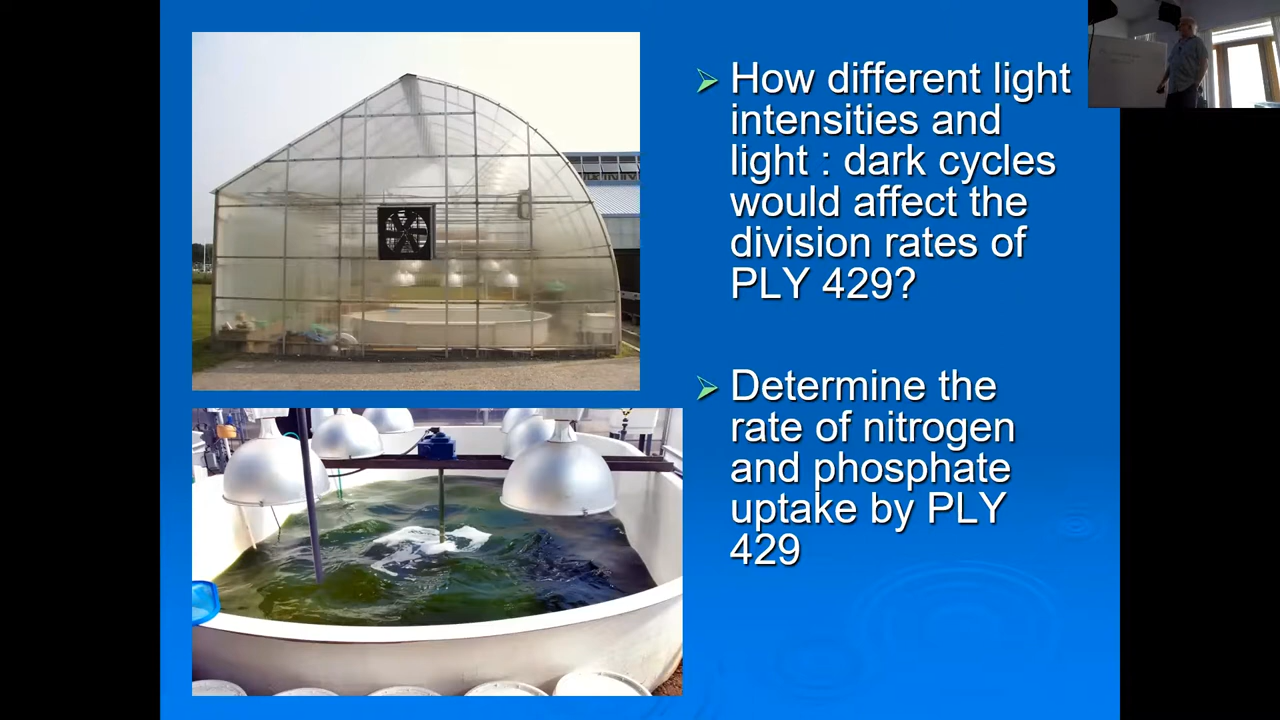 How different light
intensities and
light : dark cycles
would affect the
division rates of
PLY 429?
Determine the
rate of nitrogen
and phosphate
uptake by PLY
429